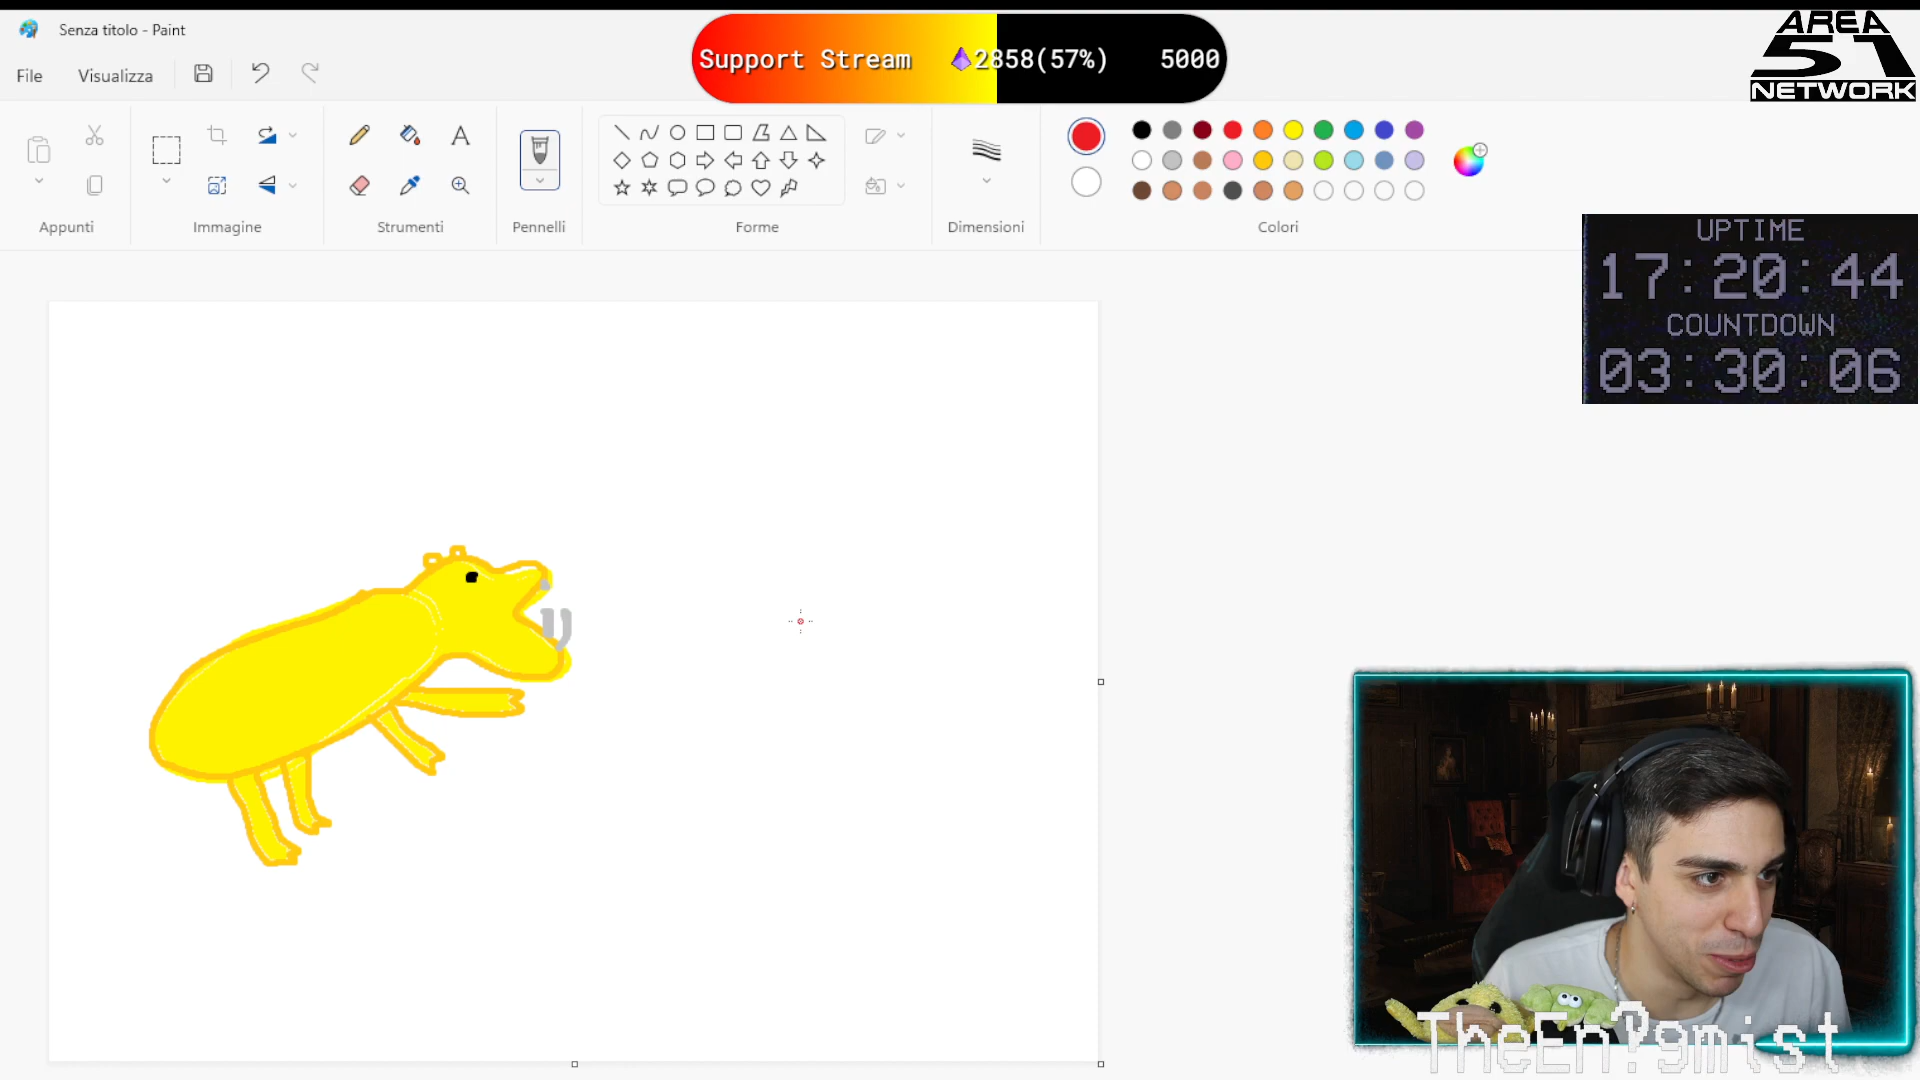 Senza titolo - Paint
File Visualizza
Support Stream 2858(57%) 5000
AREA
51
NETWORK
A
Appunti Immagine Strumenti Pennelli Forme Dimensioni Colori
UPTIME
17:20:44
COUNTDOWN
03:30:06
TheEn?gmist